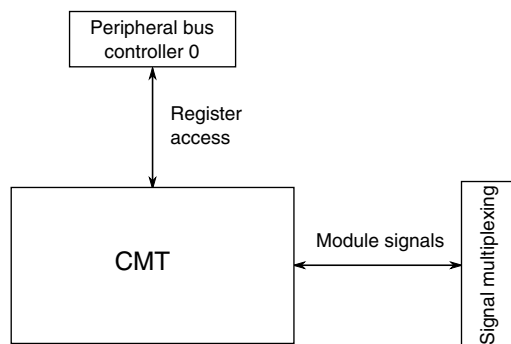 Peripheral bus
controller 0
Register
access
CMT
Module signals
Signal multiplexing